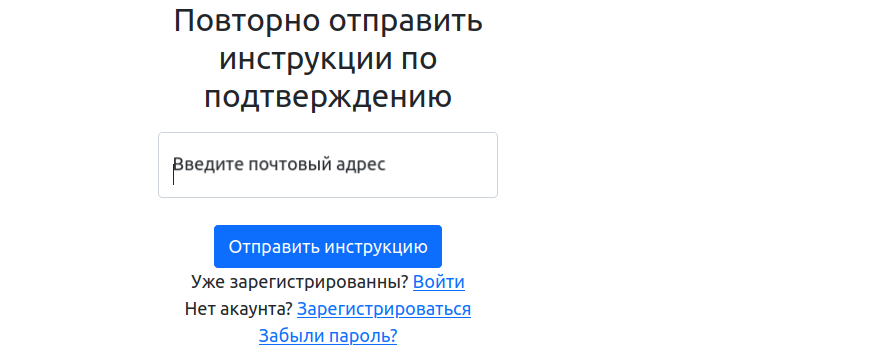 Повторно отправить
инструкции по
подтверждению
Введите почтовый адрес
Отправить инструкцию
Уже зарегистрированны? Войти
Нет акаунта? Зарегистрироваться
Забыли пароль?